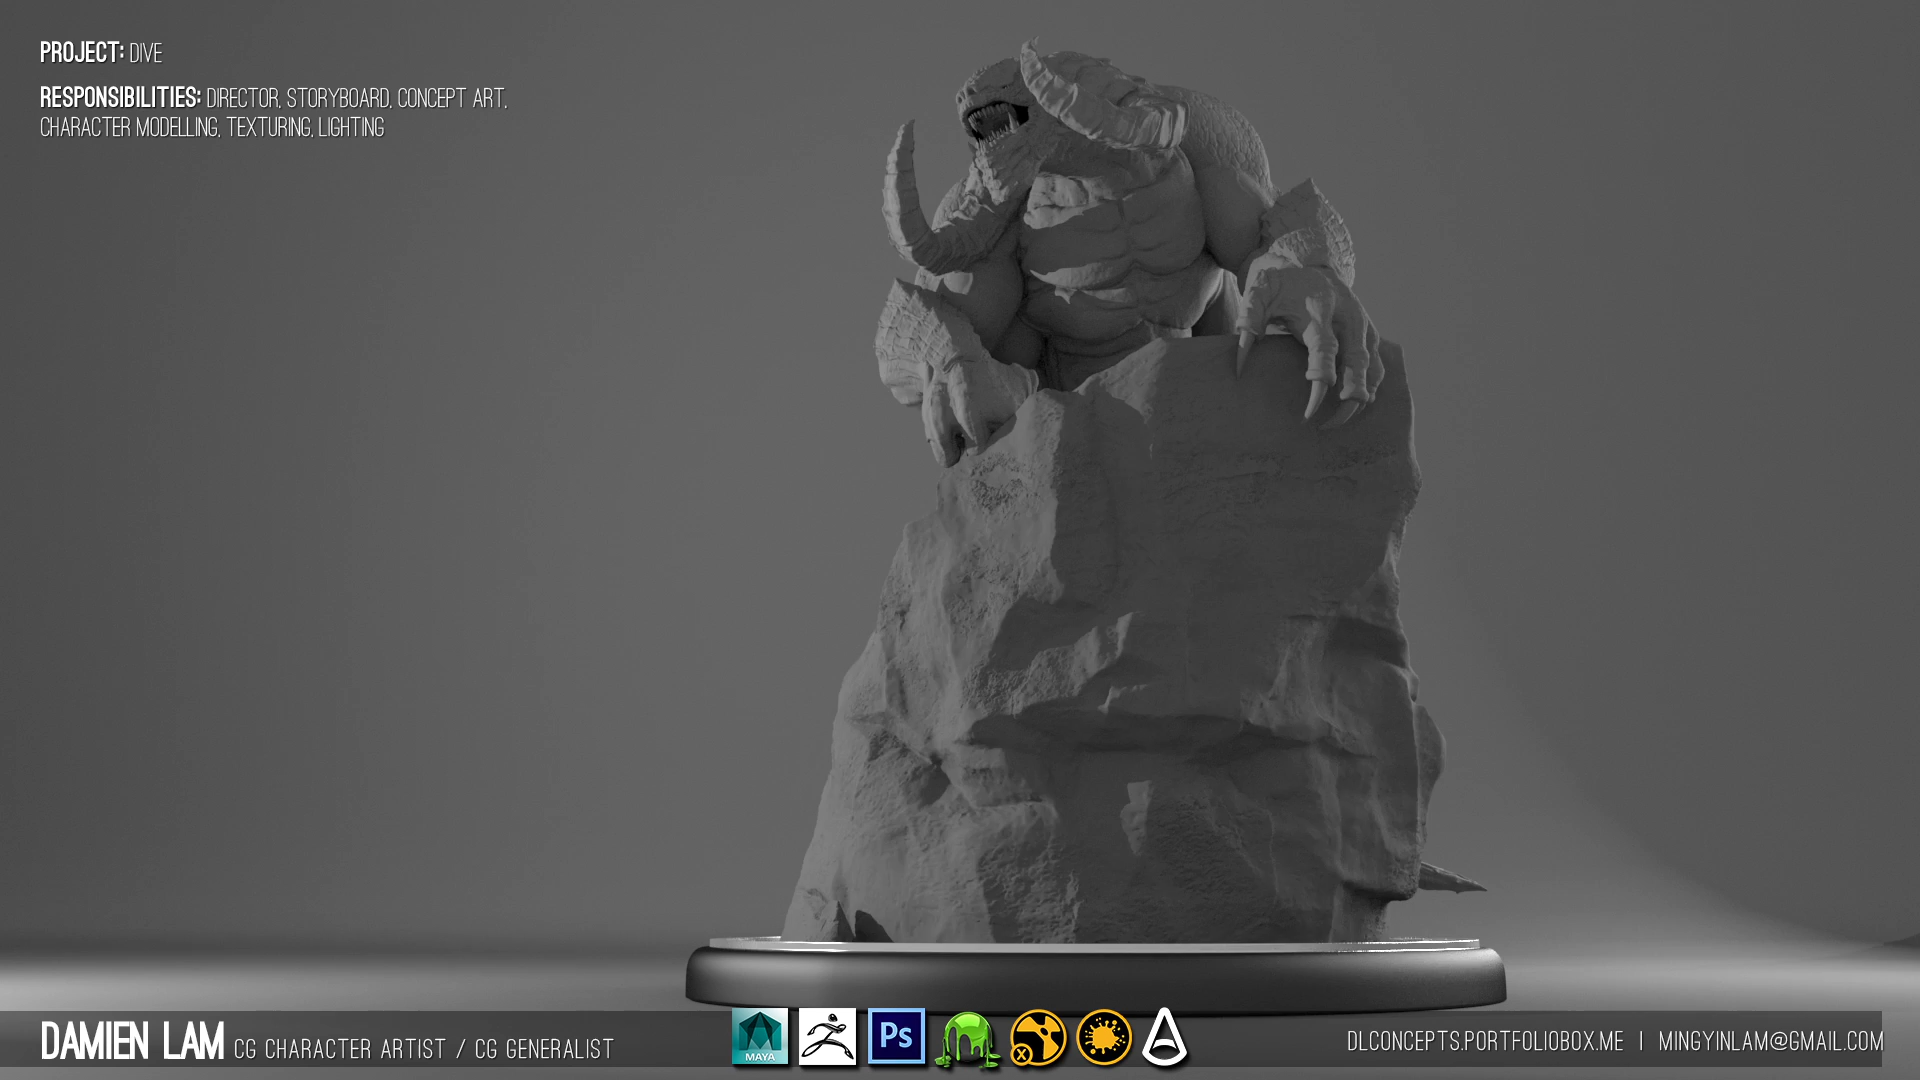 PROJECT: DIVE
RESPONSIBILITIES: DIRECTOR, STORYBOARD, CONCEPT ART,
CHARACTER MODELLING, TEXTURING, LIGHTING
DAMIEN LAM CG CHARACTER ARTIST / CG GENERALIST
MAYA
Ps
X
DLCONCEPTS.PORTFOLIOBOX.ME | MINGYINLAM@GMAIL.COM